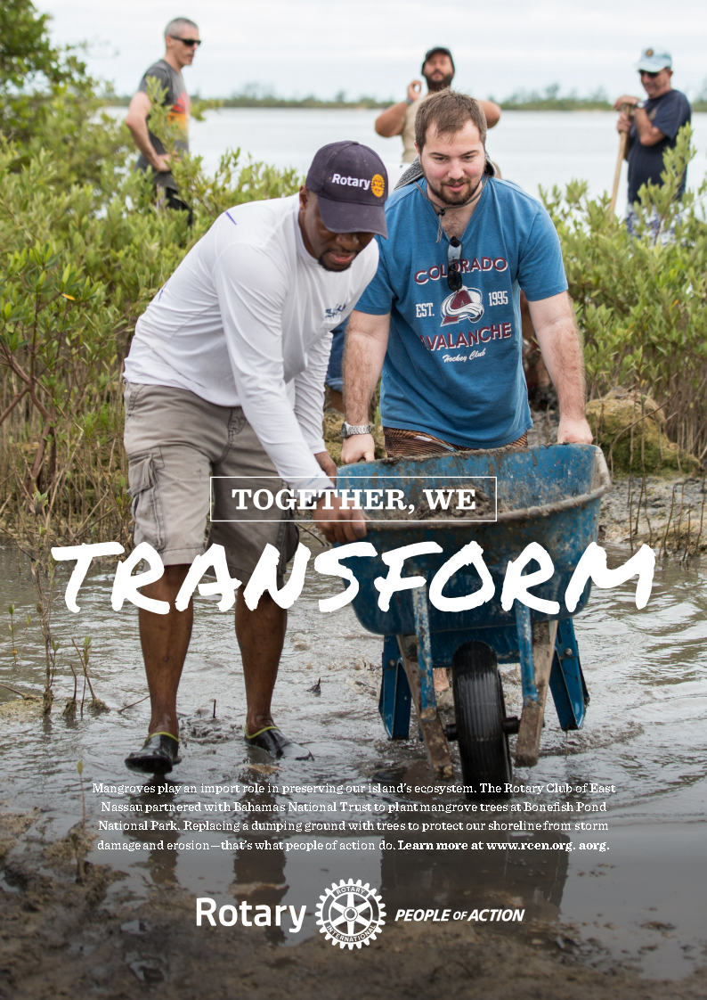 Rotary
COLORADO
EST. 1995
AVALANCHE
Hockey Club
TOGETHER, WE
TRANSFORM
Mangroves play an import role in preserving our island's ecosystem. The Rotary Club of East
Nassau partnered with Bahamas National Trust to plant mangrove trees at Bonefish Pond
National Park. Replacing a dumping ground with trees to protect our shoreline from storm
damage and erosion—that's what people of action do. Learn more at www.rcen.org. aorg.
Rotary
ROTARY
INTERNATIONAL
PEOPLE OF ACTION